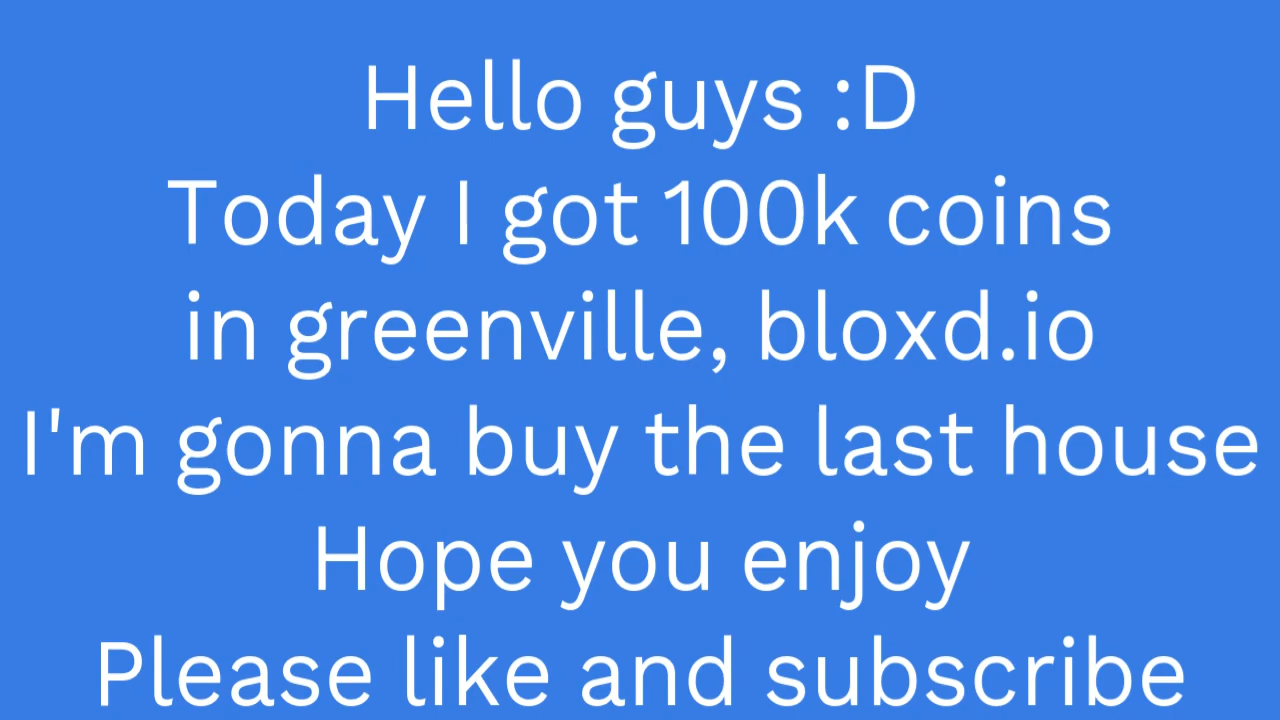 Hello guys :D
Today I got 100k coins
in greenville, bloxd.io
I'm gonna buy the last house
Hope you enjoy
Please like and subscribe